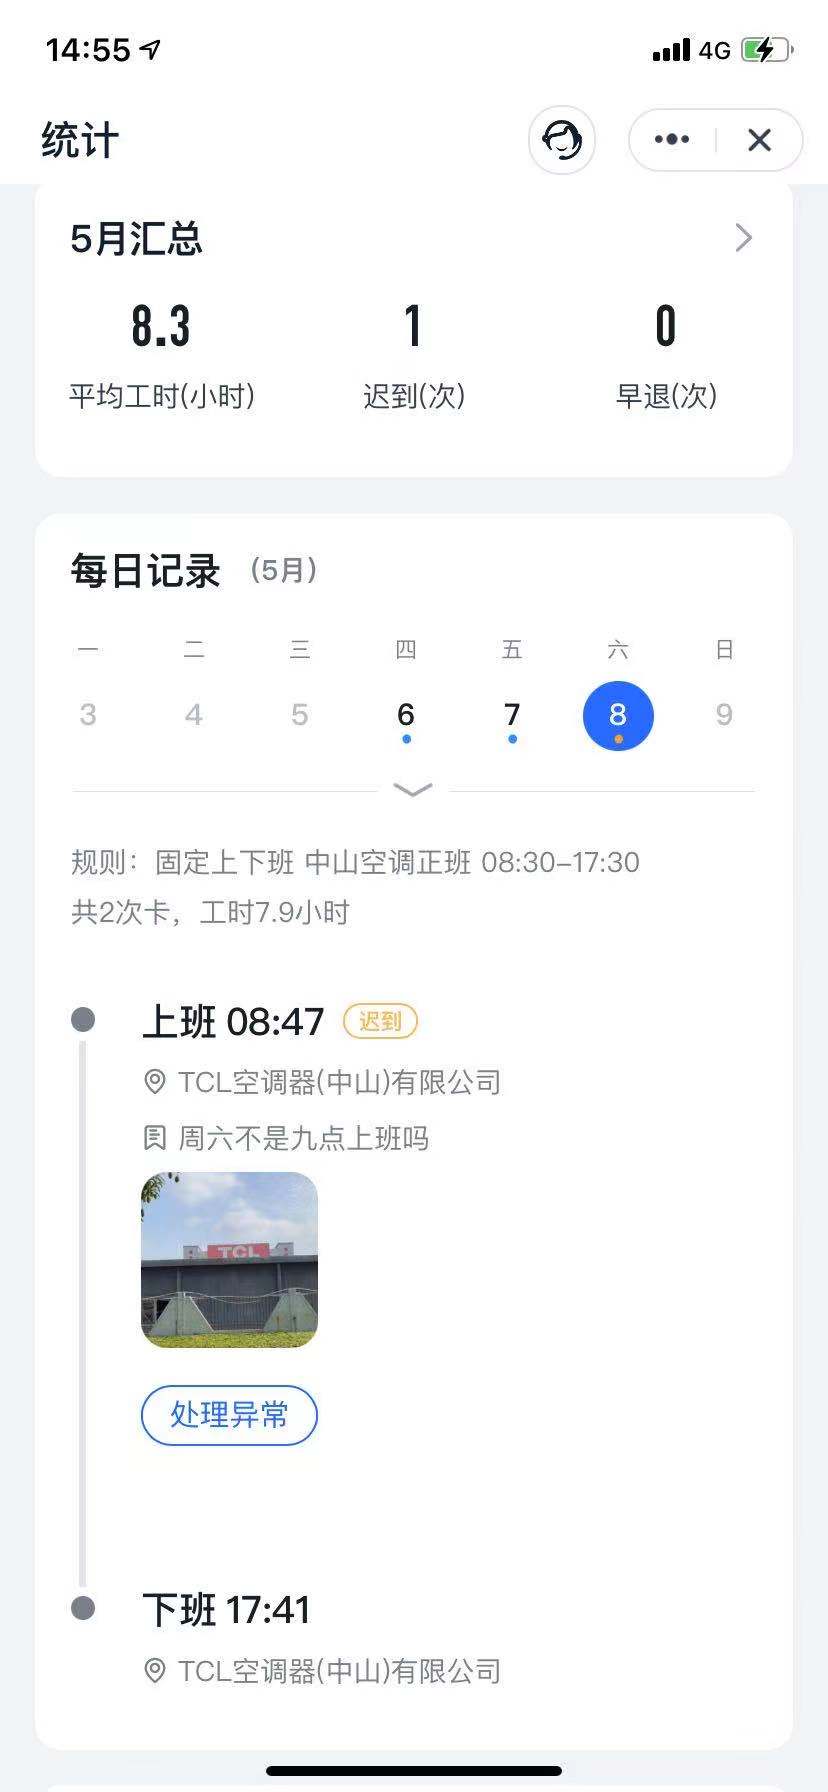 14:55
4G
统计
5月汇总
8.3 1 0
平均工时(小时) 迟到(次) 早退(次)
每日记录 (5月)
一 二 三 四 五 六 日
3 4 5 6 7 8 9
规则：固定上下班 中山空调正班 08:30-17:30
共2次卡，工时7.9小时
上班 08:47 迟到
TCL空调器(中山)有限公司
周六不是九点上班吗
TCL
处理异常
下班 17:41
TCL空调器(中山)有限公司